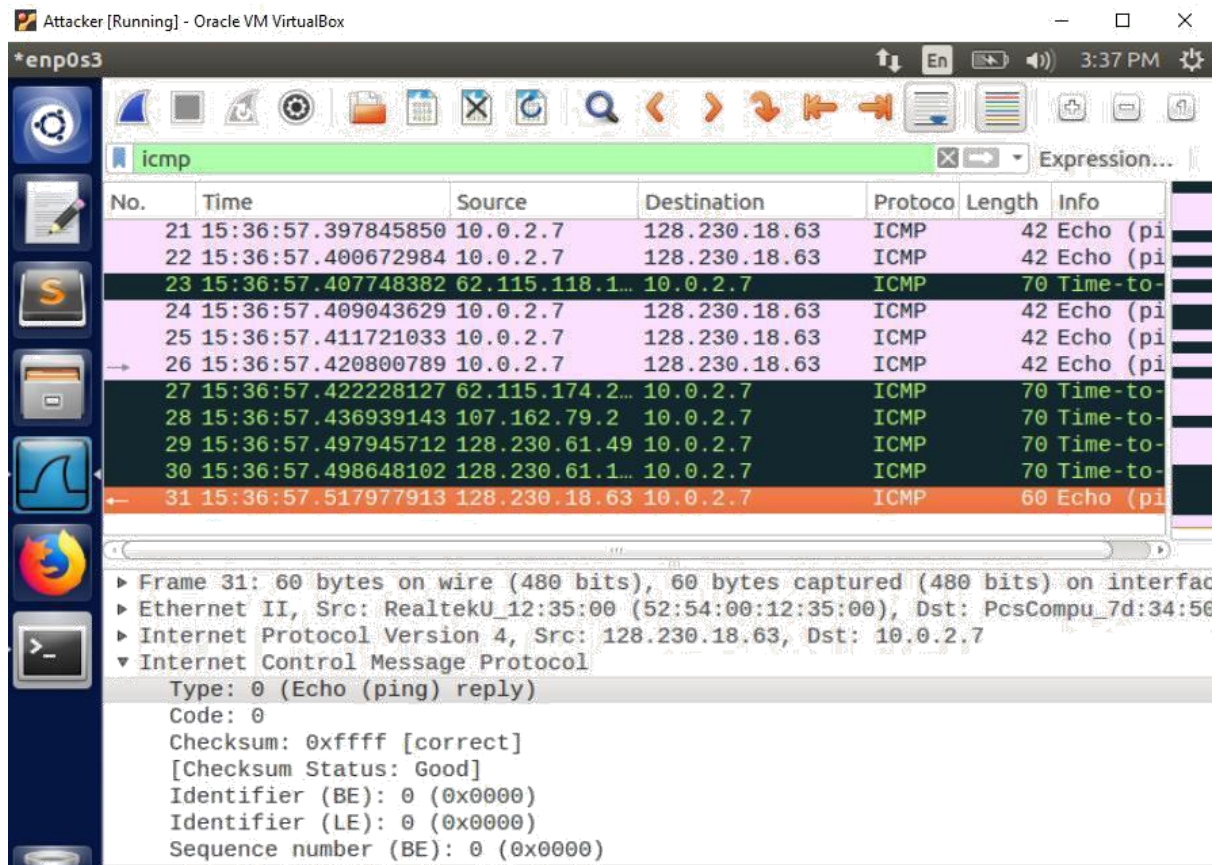 Attacker [Running] - Oracle VM VirtualBox
*enp0s3 En 3:37 PM
icmp Expression...
No. Time Source Destination Protoco Length Info
21 15:36:57.397845850 10.0.2.7 128.230.18.63 ICMP 42 Echo (pi
22 15:36:57.400672984 10.0.2.7 128.230.18.63 ICMP 42 Echo (pi
23 15:36:57.407748382 62.115.118.1… 10.0.2.7 ICMP 70 Time-to-
24 15:36:57.409043629 10.0.2.7 128.230.18.63 ICMP 42 Echo (pi
25 15:36:57.411721033 10.0.2.7 128.230.18.63 ICMP 42 Echo (pi
26 15:36:57.420800789 10.0.2.7 128.230.18.63 ICMP 42 Echo (pi
27 15:36:57.422228127 62.115.174.2… 10.0.2.7 ICMP 70 Time-to-
28 15:36:57.436939143 107.162.79.2 10.0.2.7 ICMP 70 Time-to-
29 15:36:57.497945712 128.230.61.49 10.0.2.7 ICMP 70 Time-to-
30 15:36:57.498648102 128.230.61.1… 10.0.2.7 ICMP 70 Time-to-
31 15:36:57.517977913 128.230.18.63 10.0.2.7 ICMP 60 Echo (pi
Frame 31: 60 bytes on wire (480 bits), 60 bytes captured (480 bits) on interfac
Ethernet II, Src: RealtekU_12:35:00 (52:54:00:12:35:00), Dst: PcsCompu_7d:34:50
Internet Protocol Version 4, Src: 128.230.18.63, Dst: 10.0.2.7
Internet Control Message Protocol
Type: 0 (Echo (ping) reply)
Code: 0
Checksum: 0xffff [correct]
[Checksum Status: Good]
Identifier (BE): 0 (0x0000)
Identifier (LE): 0 (0x0000)
Sequence number (BE): 0 (0x0000)